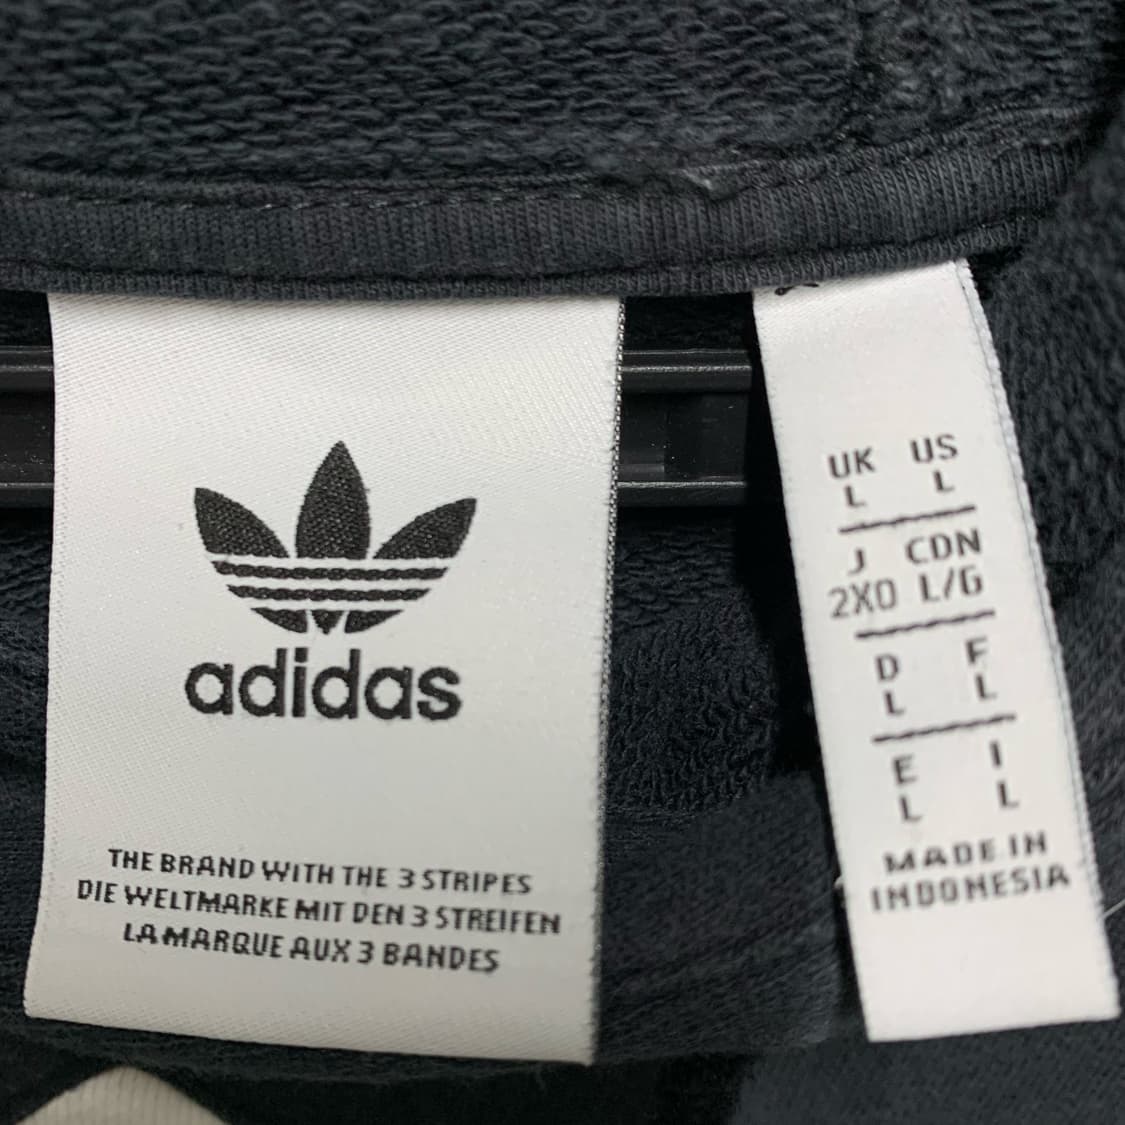 adidas
THE BRAND WITH THE 3 STRIPES
DIE WELTMARKE MIT DEN 3 STREIFEN
LA MARQUE AUX 3 BANDES
UK US
L L
J CDN
2XO L/G
D F
L L
E I
L L
MADE IN
INDONESIA